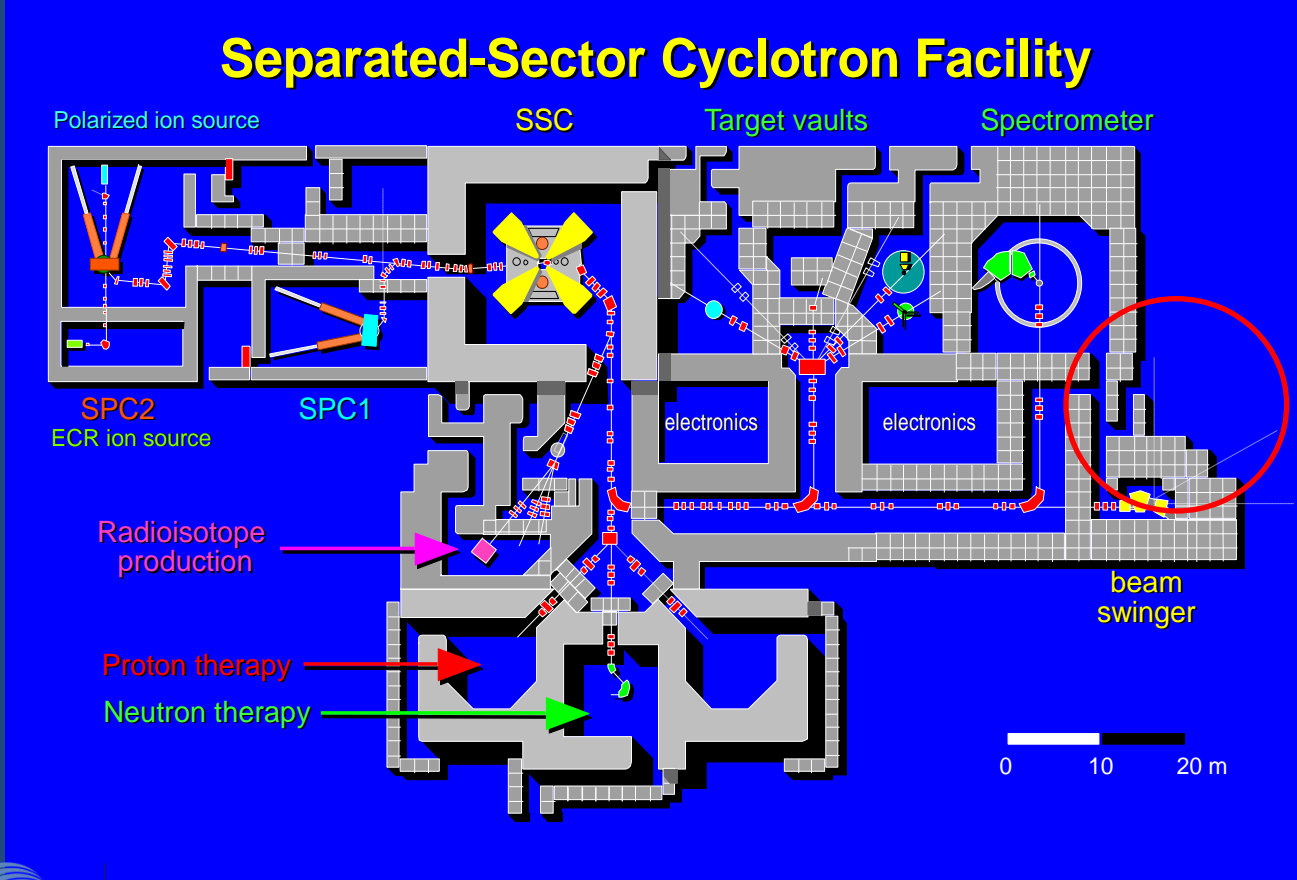 Separated-Sector Cyclotron Facility
Polarized ion source
SSC
Target vaults
Spectrometer
SPC2
ECR ion source
SPC1
electronics
electronics
Radioisotope
production
beam
swinger
Proton therapy
Neutron therapy
0 10 20 m